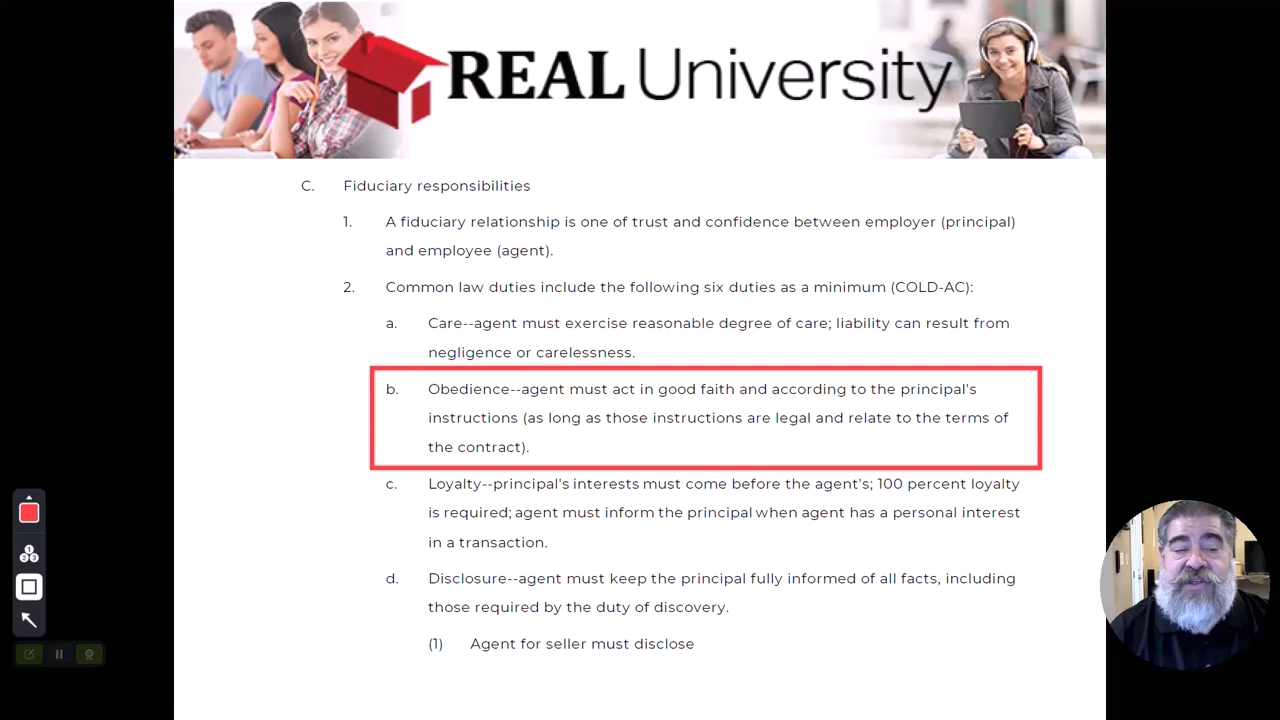 REAL University
C. Fiduciary responsibilities
1. A fiduciary relationship is one of trust and confidence between employer (principal)
and employee (agent).
2. Common law duties include the following six duties as a minimum (COLD-AC):
a. Care--agent must exercise reasonable degree of care; liability can result from
negligence or carelessness.
b. Obedience--agent must act in good faith and according to the principal's
instructions (as long as those instructions are legal and relate to the terms of
the contract).
c. Loyalty--principal's interests must come before the agent's; 100 percent loyalty
is required; agent must inform the principal when agent has a personal interest
in a transaction.
d. Disclosure--agent must keep the principal fully informed of all facts, including
those required by the duty of discovery.
(1) Agent for seller must disclose